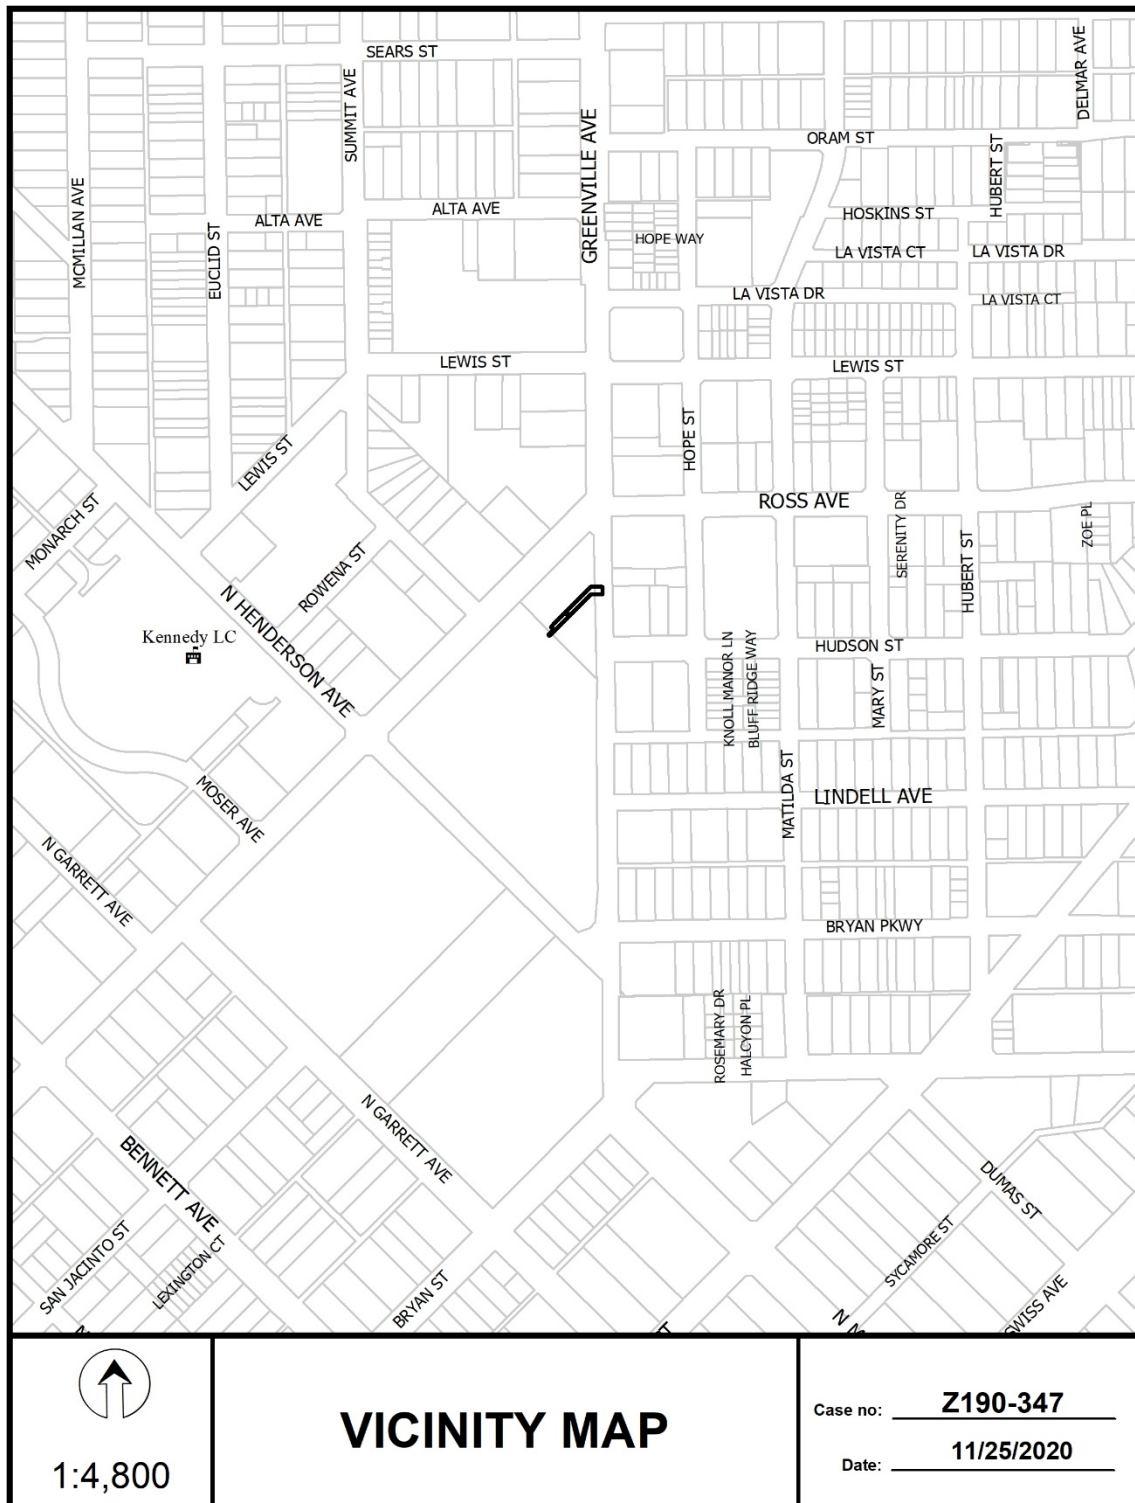 SEARS ST
DELMAR AVE
SUMMIT AVE
GREENVILLE AVE
ORAM ST
HUBERT ST
MCMILLAN AVE
ALTA AVE
ALTA AVE
HOSKINS ST
EUCLID ST
HOPE WAY
LA VISTA CT
LA VISTA DR
LA VISTA DR
LA VISTA CT
LEWIS ST
LEWIS ST
HOPE ST
LEWIS ST
ROSS AVE
MONARCH ST
SERENITY DR
ZOE PL
HUBERT ST
ROWENA ST
N HENDERSON AVE
Kennedy LC
HUDSON ST
KNOLL MANOR LN
BLUFF RIDGE WAY
MARY ST
MATILDA ST
LINDELL AVE
MOSER AVE
N GARRETT AVE
BRYAN PKWY
ROSEMARY DR
HALCYON PL
N GARRETT AVE
BENNETT AVE
DUMAS ST
SAN JACINTO ST
LEXINGTON CT
SYCAMORE ST
BRYAN ST
SWISS AVE
1:4,800
VICINITY MAP
Case no: Z190-347
Date: 11/25/2020